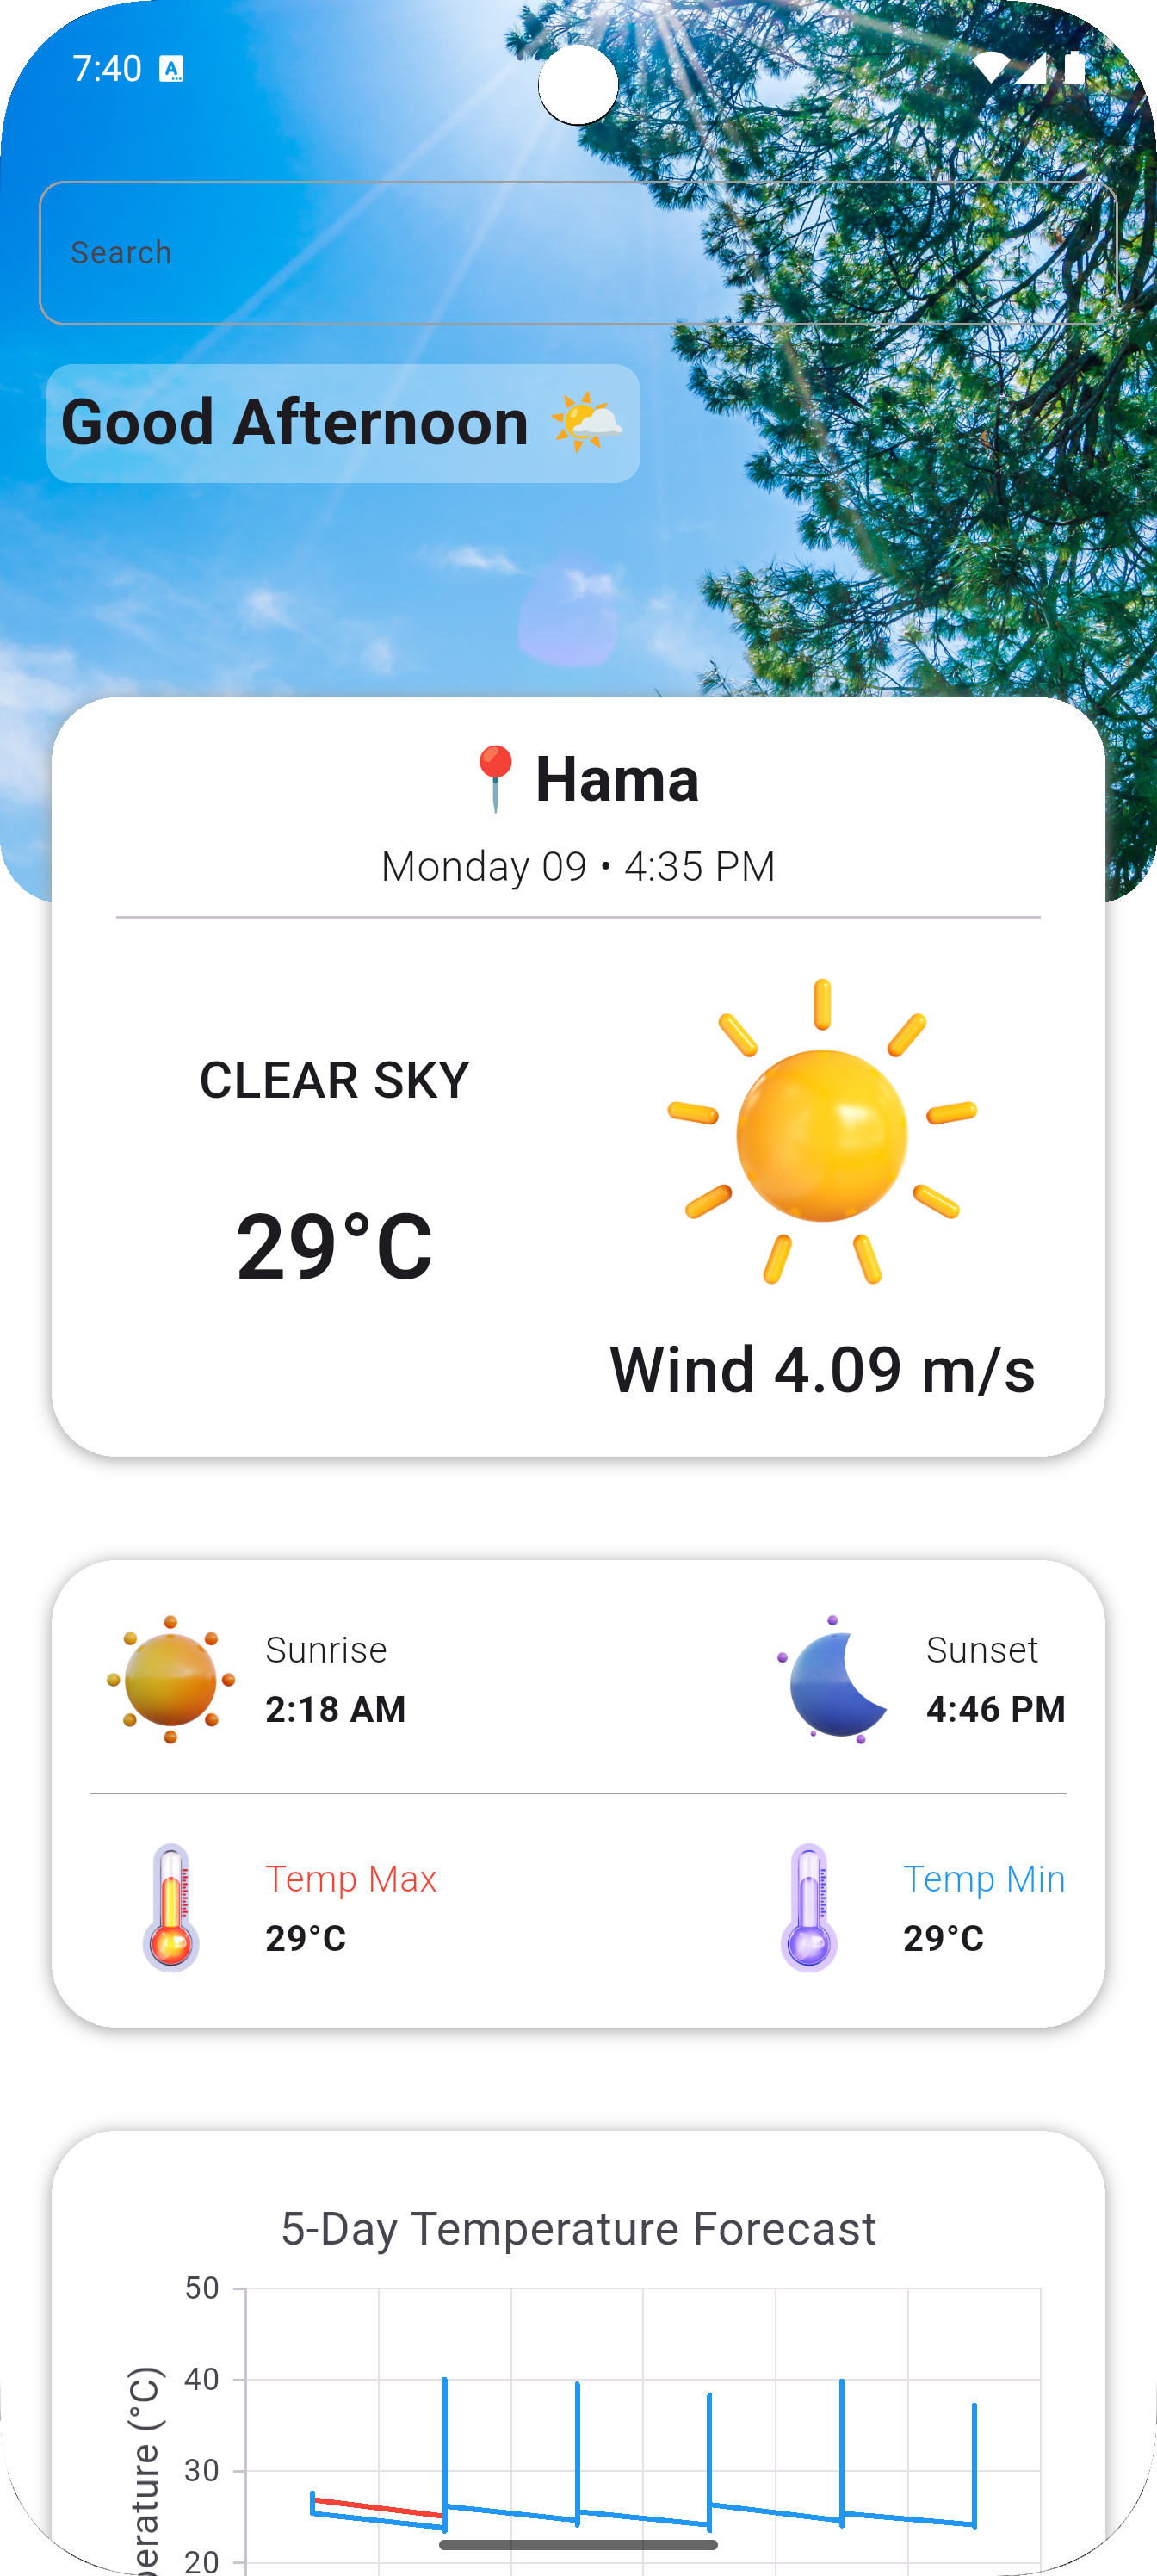 7:40
Search
Good Afternoon 🌤️
📍 Hama
Monday 09 • 4:35 PM
CLEAR SKY
29°C
Wind 4.09 m/s
Sunrise
2:18 AM
Sunset
4:46 PM
Temp Max
29°C
Temp Min
29°C
5-Day Temperature Forecast
50
40
30
20
perature (°C)